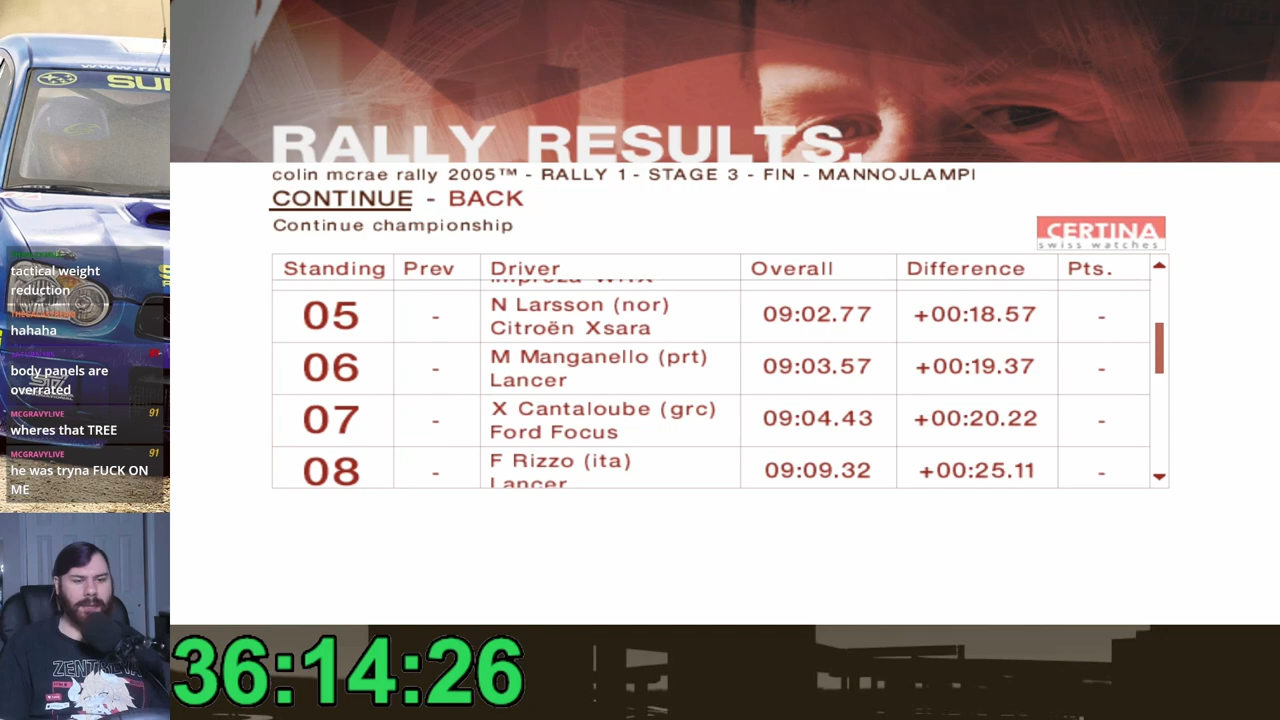 RALLY RESULTS.
colin mcrae rally 2005™ - RALLY 1 - STAGE 3 - FIN - MANNOJLAMPI
CONTINUE - BACK
Continue championship
CERTINA
swiss watches
Standing Prev Driver Overall Difference Pts.
05 - N Larsson (nor) 09:02.77 +00:18.57 -
Citroën Xsara
06 - M Manganello (prt) 09:03.57 +00:19.37 -
Lancer
07 - X Cantaloube (grc) 09:04.43 +00:20.22 -
Ford Focus
08 - F Rizzo (ita) 09:09.32 +00:25.11 -
Lancer
SU
tactical weight
reduction
hahaha
body panels are
overrated
MCGRAVYLIVE 91
wheres that TREE
MCGRAVYLIVE 91
he was tryna FUCK ON
ME
36:14:26